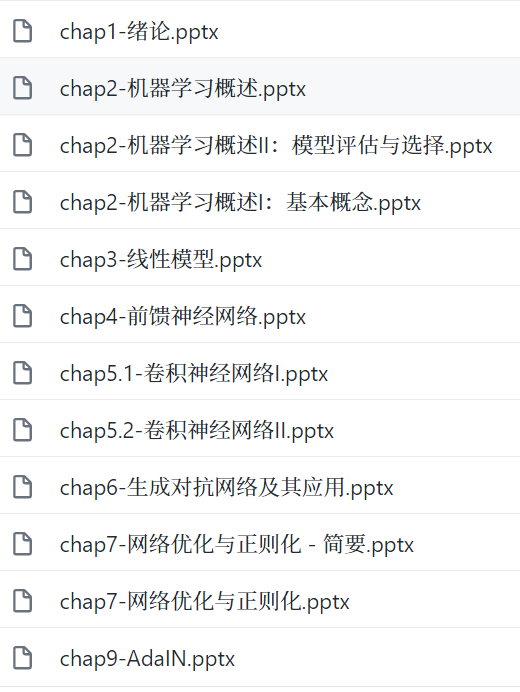 chap1-绪论.pptx
chap2-机器学习概述.pptx
chap2-机器学习概述II：模型评估与选择.pptx
chap2-机器学习概述I：基本概念.pptx
chap3-线性模型.pptx
chap4-前馈神经网络.pptx
chap5.1-卷积神经网络I.pptx
chap5.2-卷积神经网络II.pptx
chap6-生成对抗网络及其应用.pptx
chap7-网络优化与正则化 - 简要.pptx
chap7-网络优化与正则化.pptx
chap9-AdaIN.pptx